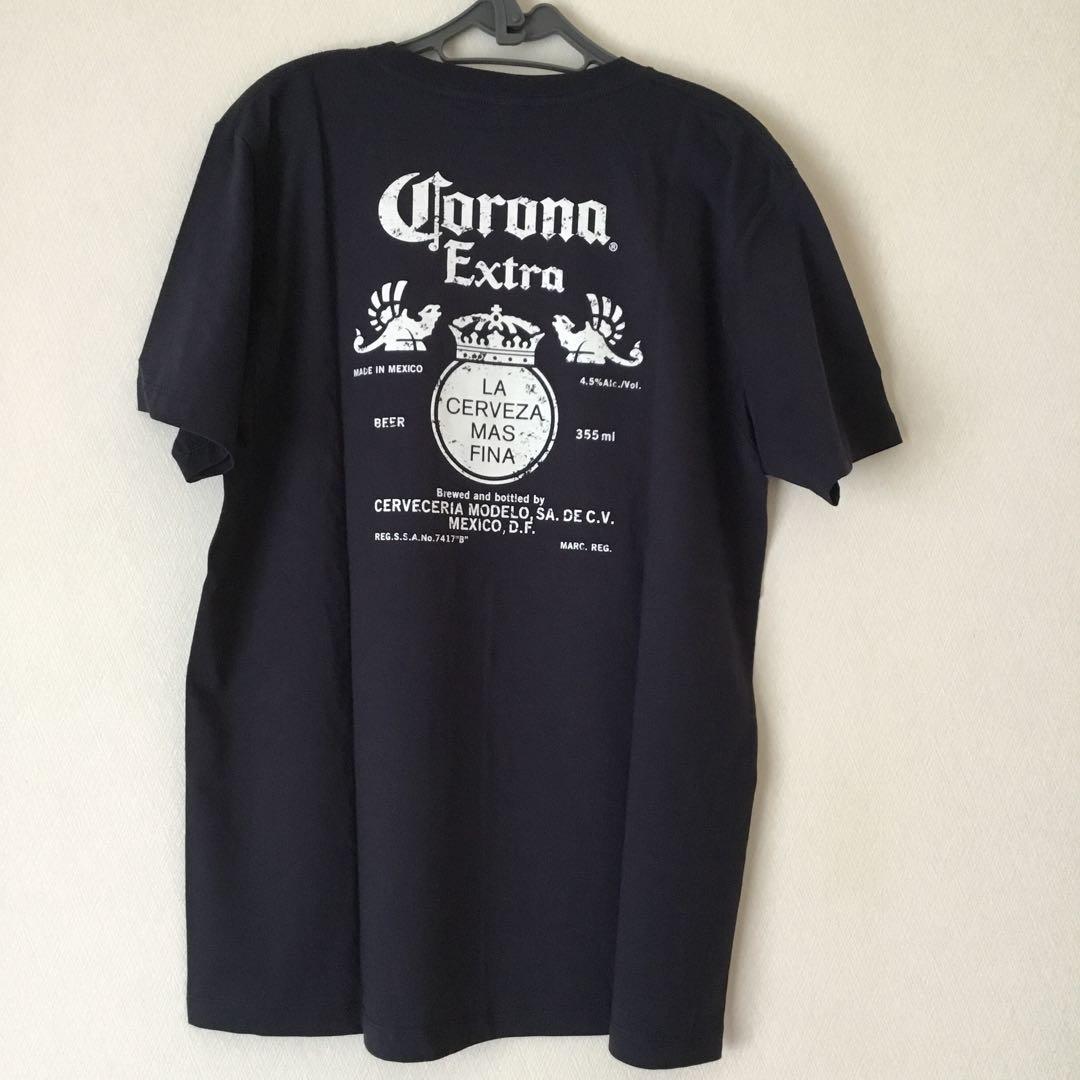 Corona®
Extra
MADE IN MEXICO
4.5%Alc./Vol.
LA
CERVEZA
MAS
FINA
BEER
355 ml
Brewed and bottled by
CERVECERIA MODELO, SA. DE C.V.
MEXICO, D.F.
REG.S.S.A.No.7417"B"
MARC. REG.